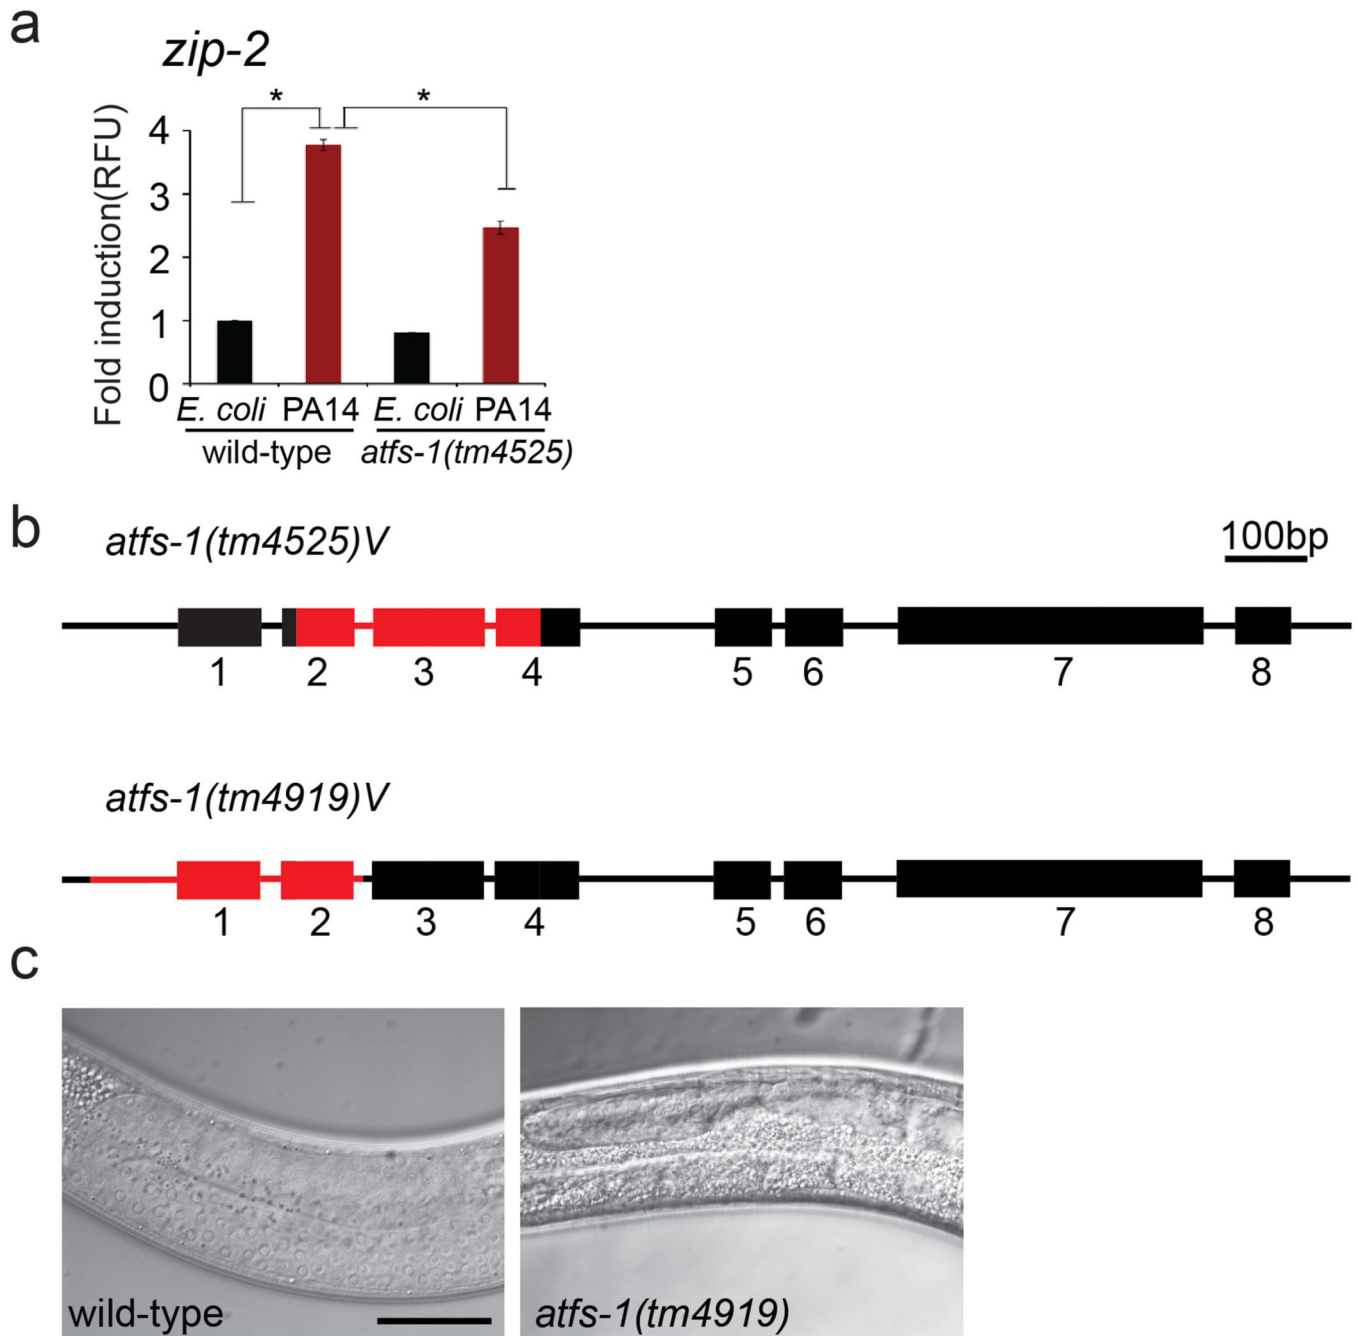 a
zip-2
* *
Fold induction(RFU)
4
3
2
1
0
E. coli PA14 E. coli PA14
wild-type atfs-1(tm4525)
b
atfs-1(tm4525)V
100bp
1 2 3 4 5 6 7 8
atfs-1(tm4919)V
1 2 3 4 5 6 7 8
c
wild-type
atfs-1(tm4919)